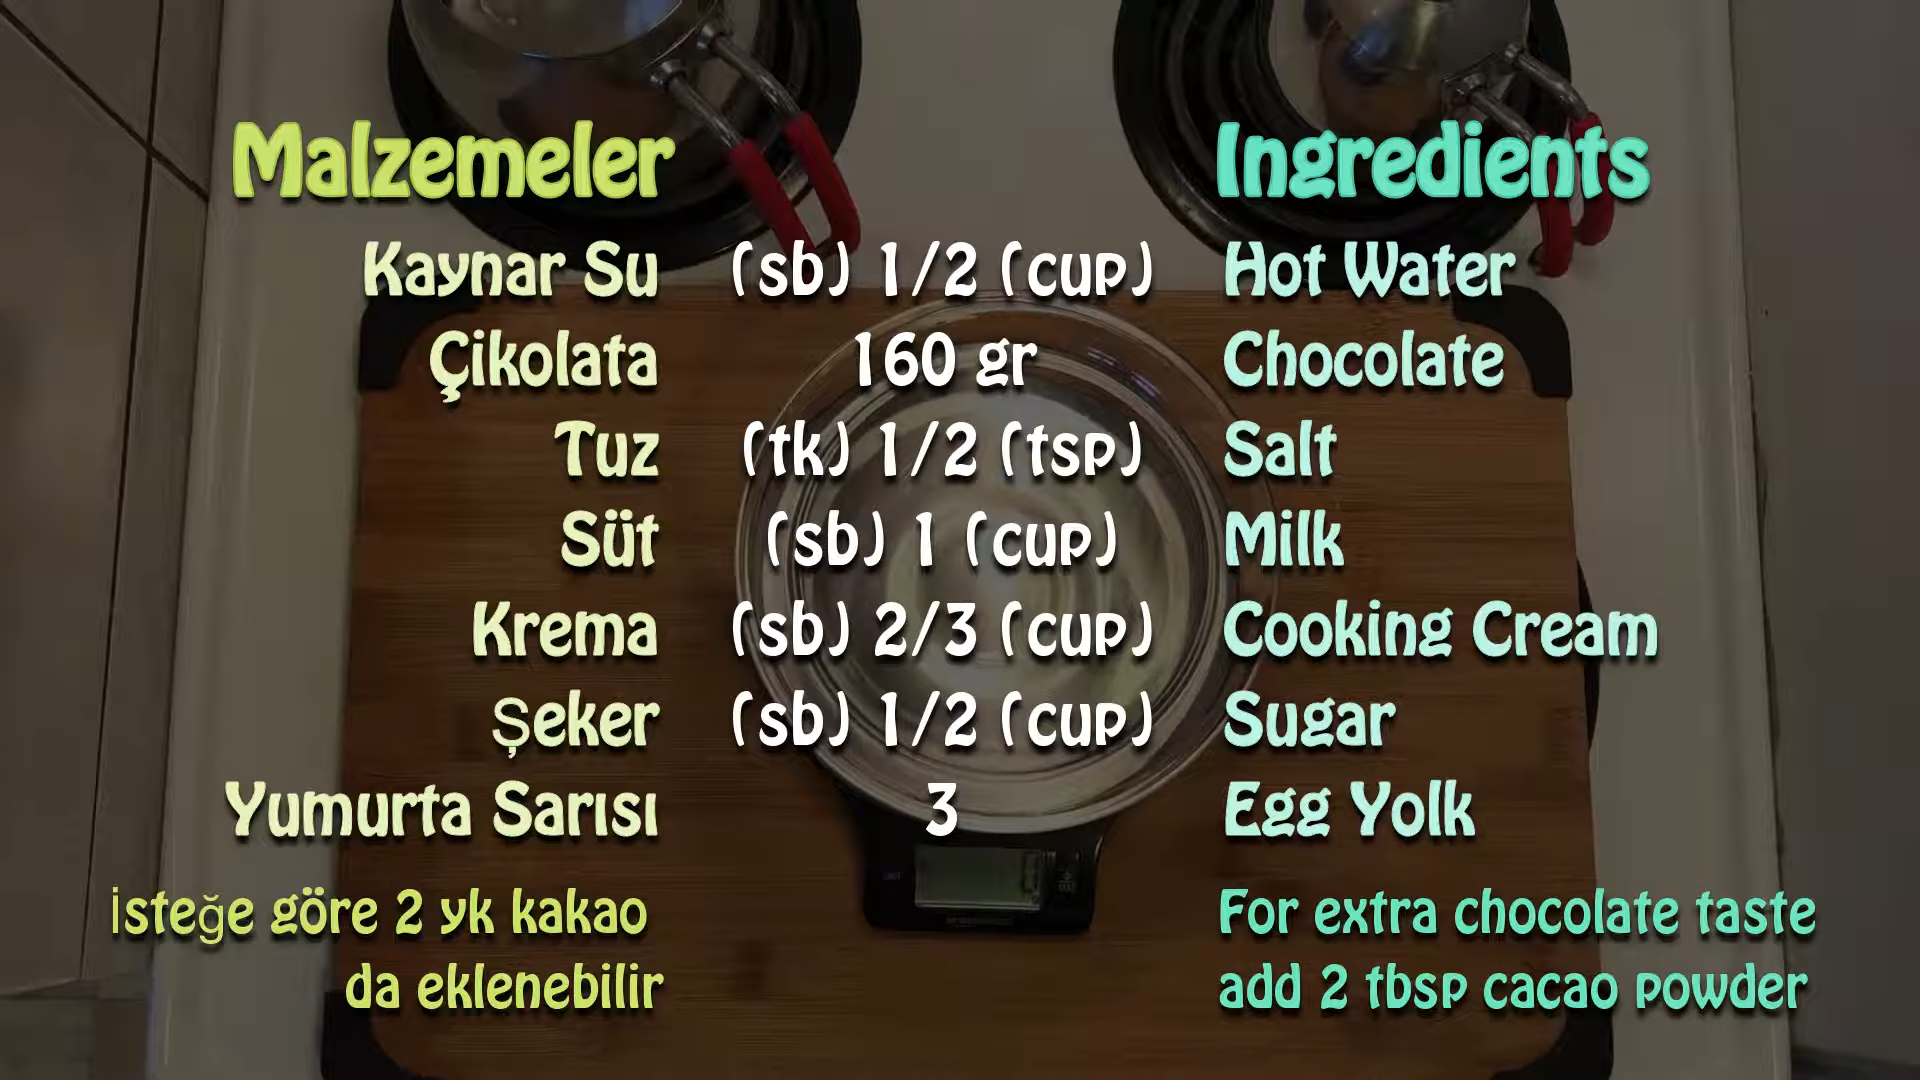 Malzemeler Ingredients
Kaynar Su (sb) 1/2 (cup) Hot Water
Çikolata 160 gr Chocolate
Tuz (tk) 1/2 (tsp) Salt
Süt (sb) 1 (cup) Milk
Krema (sb) 2/3 (cup) Cooking Cream
Şeker (sb) 1/2 (cup) Sugar
Yumurta Sarısı 3 Egg Yolk
İsteğe göre 2 yk kakao
da eklenebilir
For extra chocolate taste
add 2 tbsp cacao powder